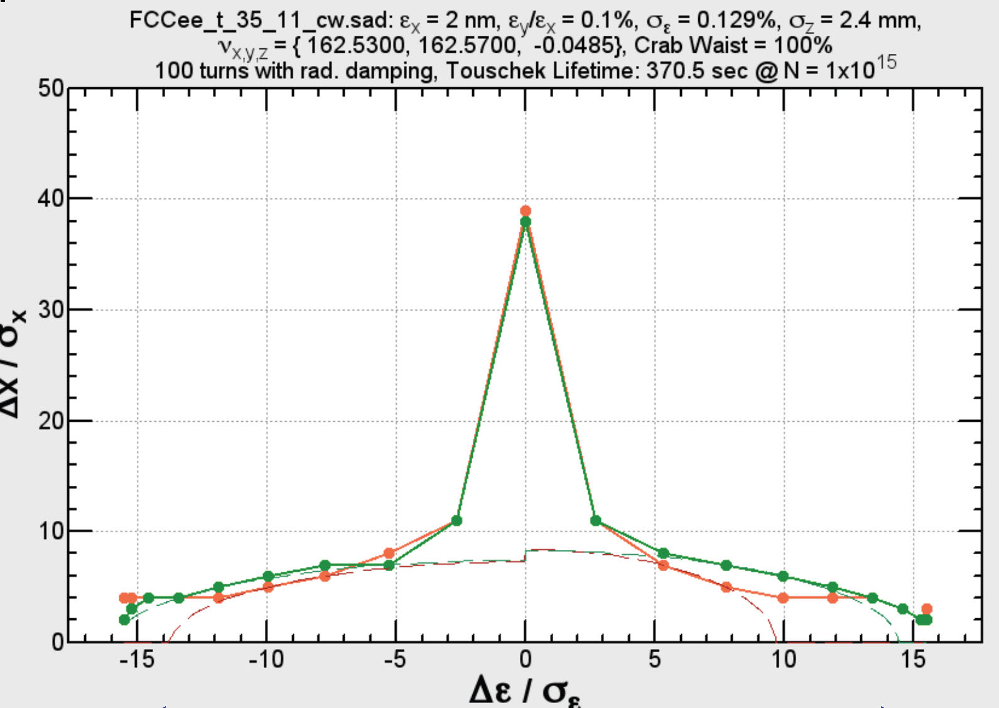 FCCee_t_35_11_cw.sad: εx = 2 nm, εy/εx = 0.1%, σε = 0.129%, σz = 2.4 mm,
νx,y,z = { 162.5300, 162.5700, -0.0485}, Crab Waist = 100%
100 turns with rad. damping, Touschek Lifetime: 370.5 sec @ N = 1x10^15
50
40
30
20
10
0
Δx / σx
-15 -10 -5 0 5 10 15
Δε / σε